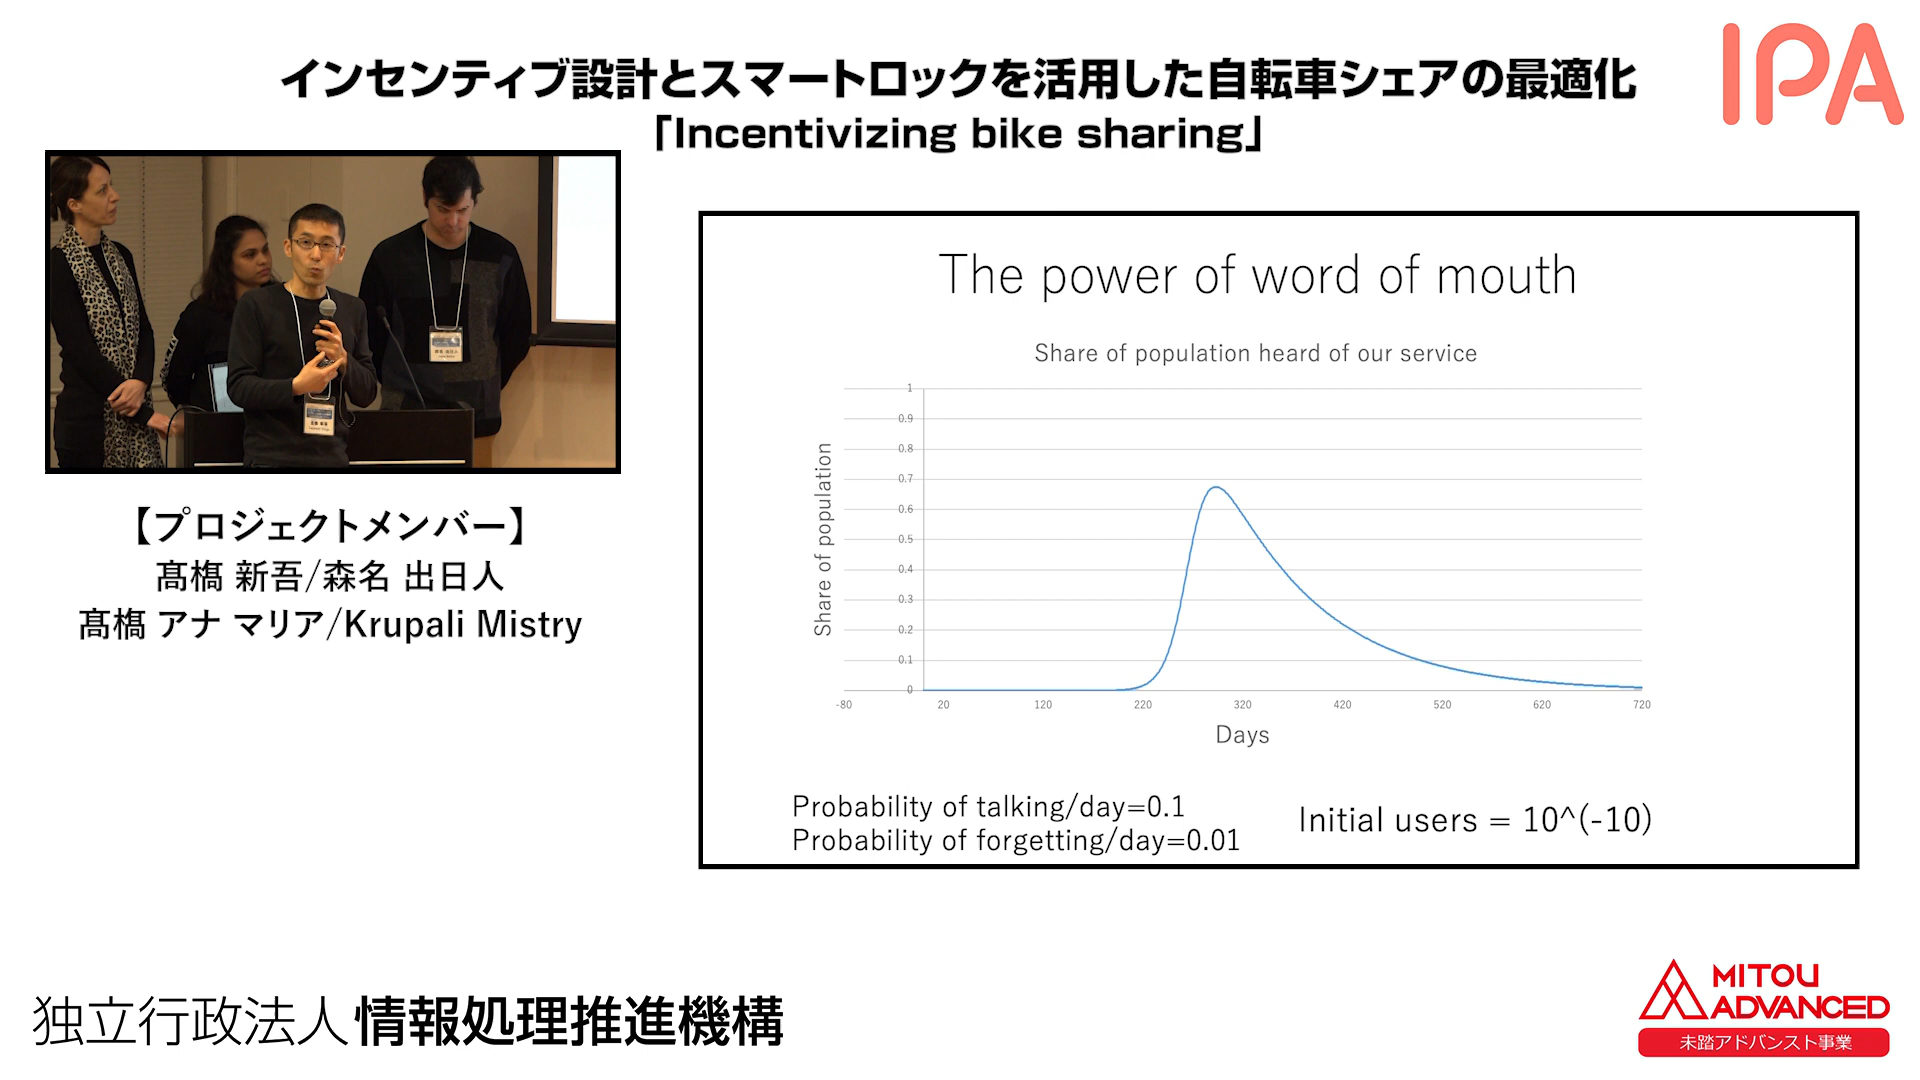 インセンティブ設計とスマートロックを活用した自転車シェアの最適化
「Incentivizing bike sharing」
IPA
【プロジェクトメンバー】
髙橋 新吾/森名 出日人
髙橋 アナ マリア/Krupali Mistry
The power of word of mouth
Share of population heard of our service
Share of population
1
0.9
0.8
0.7
0.6
0.5
0.4
0.3
0.2
0.1
0
-80 20 120 220 320 420 520 620 720
Days
Probability of talking/day=0.1
Probability of forgetting/day=0.01
Initial users = 10^(-10)
独立行政法人情報処理推進機構
MITOU
ADVANCED
未踏アドバンスト事業